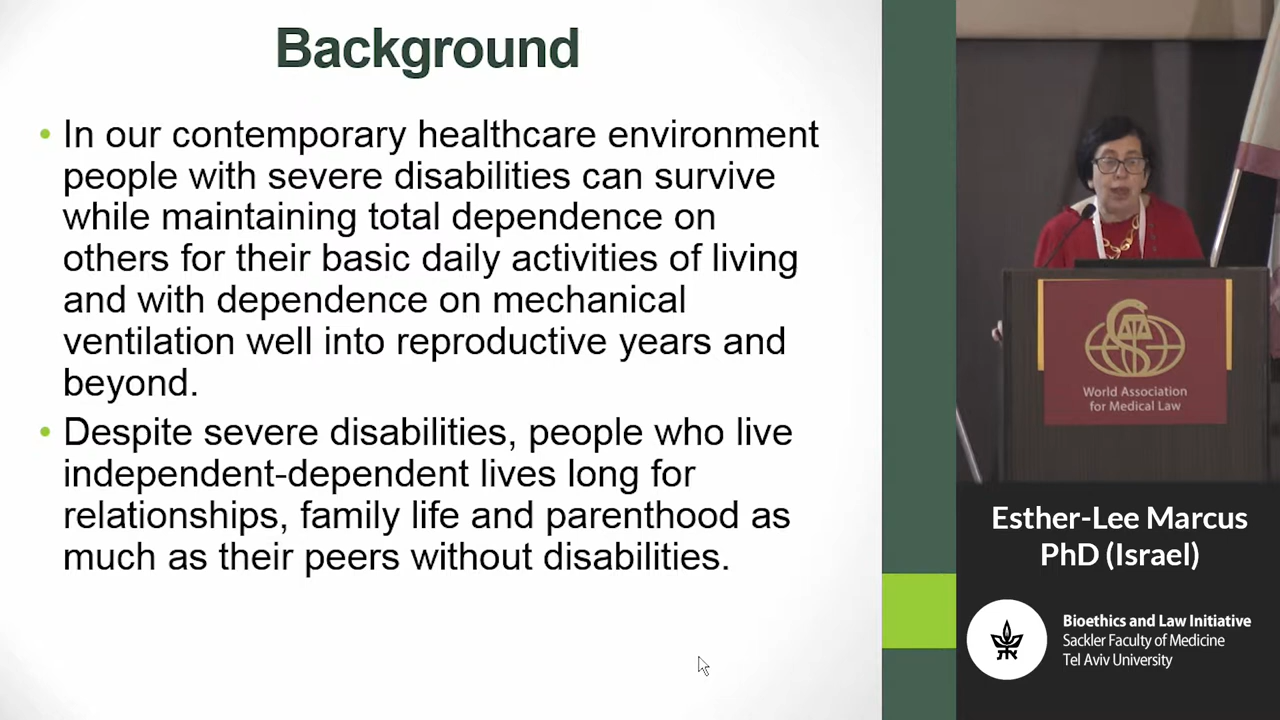 Background
• In our contemporary healthcare environment
people with severe disabilities can survive
while maintaining total dependence on
others for their basic daily activities of living
and with dependence on mechanical
ventilation well into reproductive years and
beyond.
• Despite severe disabilities, people who live
independent-dependent lives long for
relationships, family life and parenthood as
much as their peers without disabilities.
World Association
for Medical Law
Esther-Lee Marcus
PhD (Israel)
Bioethics and Law Initiative
Sackler Faculty of Medicine
Tel Aviv University